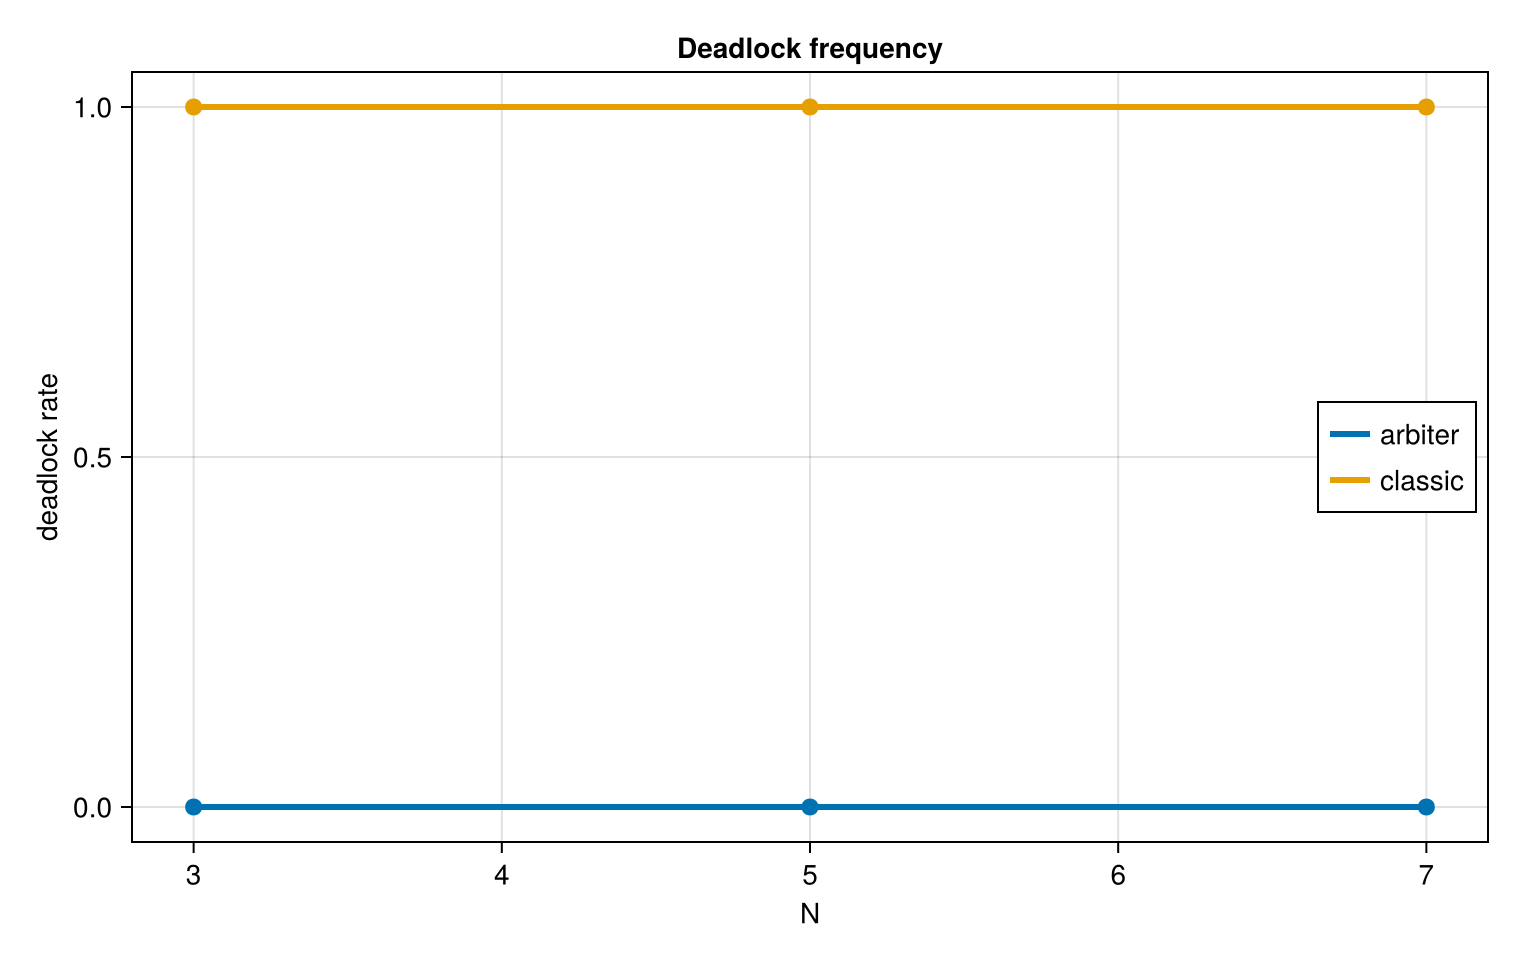 Deadlock frequency
1.0
0.5
0.0
deadlock rate
arbiter
classic
3 4 5 6 7
N